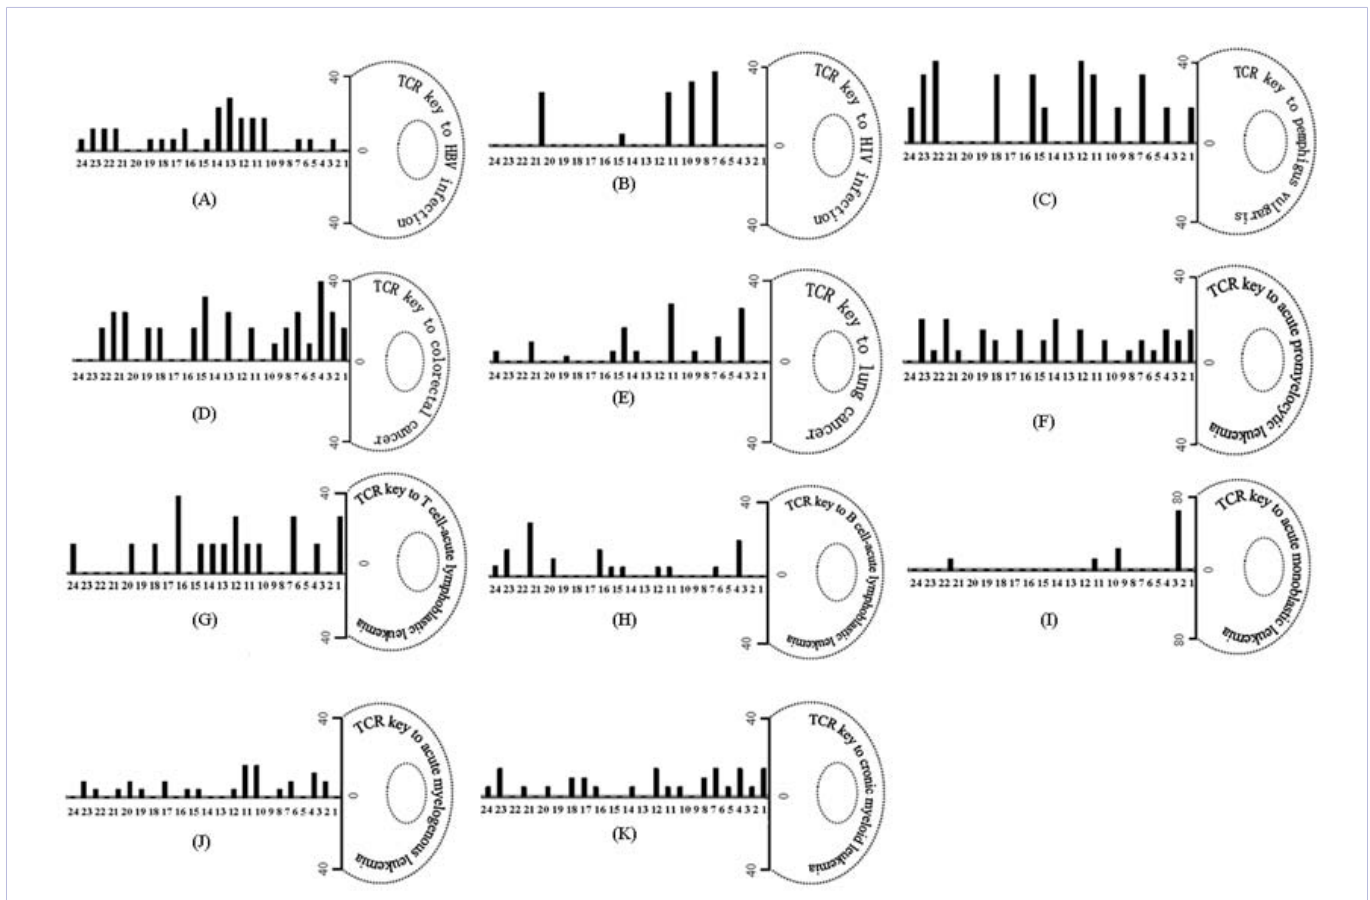 40
TCR key to HBV infection
0
24 23 22 21 20 19 18 17 16 15 14 13 12 11 10 9 8 7 6 5 4 3 2 1
40
(A)
40
TCR key to HIV infection
0
24 23 22 21 20 19 18 17 16 15 14 13 12 11 10 9 8 7 6 5 4 3 2 1
40
(B)
40
TCR key to pemphigus vulgaris
0
24 23 22 21 20 19 18 17 16 15 14 13 12 11 10 9 8 7 6 5 4 3 2 1
40
(C)
40
TCR key to colorectal cancer
0
24 23 22 21 20 19 18 17 16 15 14 13 12 11 10 9 8 7 6 5 4 3 2 1
40
(D)
40
TCR key to lung cancer
0
24 23 22 21 20 19 18 17 16 15 14 13 12 11 10 9 8 7 6 5 4 3 2 1
40
(E)
40
TCR key to acute promyelocytic leukemia
0
24 23 22 21 20 19 18 17 16 15 14 13 12 11 10 9 8 7 6 5 4 3 2 1
40
(F)
40
TCR key to T cell-acute lymphoblastic leukemia
0
24 23 22 21 20 19 18 17 16 15 14 13 12 11 10 9 8 7 6 5 4 3 2 1
40
(G)
40
TCR key to B cell-acute lymphoblastic leukemia
0
24 23 22 21 20 19 18 17 16 15 14 13 12 11 10 9 8 7 6 5 4 3 2 1
40
(H)
80
TCR key to acute monoblastic leukemia
0
24 23 22 21 20 19 18 17 16 15 14 13 12 11 10 9 8 7 6 5 4 3 2 1
80
(I)
40
TCR key to acute myelogenous leukemia
0
24 23 22 21 20 19 18 17 16 15 14 13 12 11 10 9 8 7 6 5 4 3 2 1
40
(J)
40
TCR key to cronic myeloid leukemia
0
24 23 22 21 20 19 18 17 16 15 14 13 12 11 10 9 8 7 6 5 4 3 2 1
40
(K)